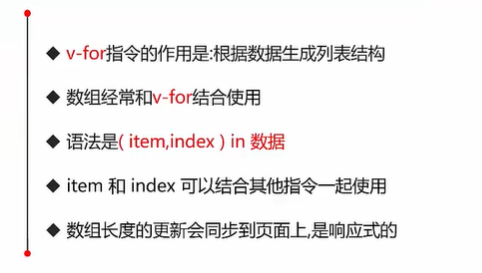 ◆ v-for指令的作用是:根据数据生成列表结构
◆ 数组经常和v-for结合使用
◆ 语法是( item,index ) in 数据
◆ item 和 index 可以结合其他指令一起使用
◆ 数组长度的更新会同步到页面上,是响应式的